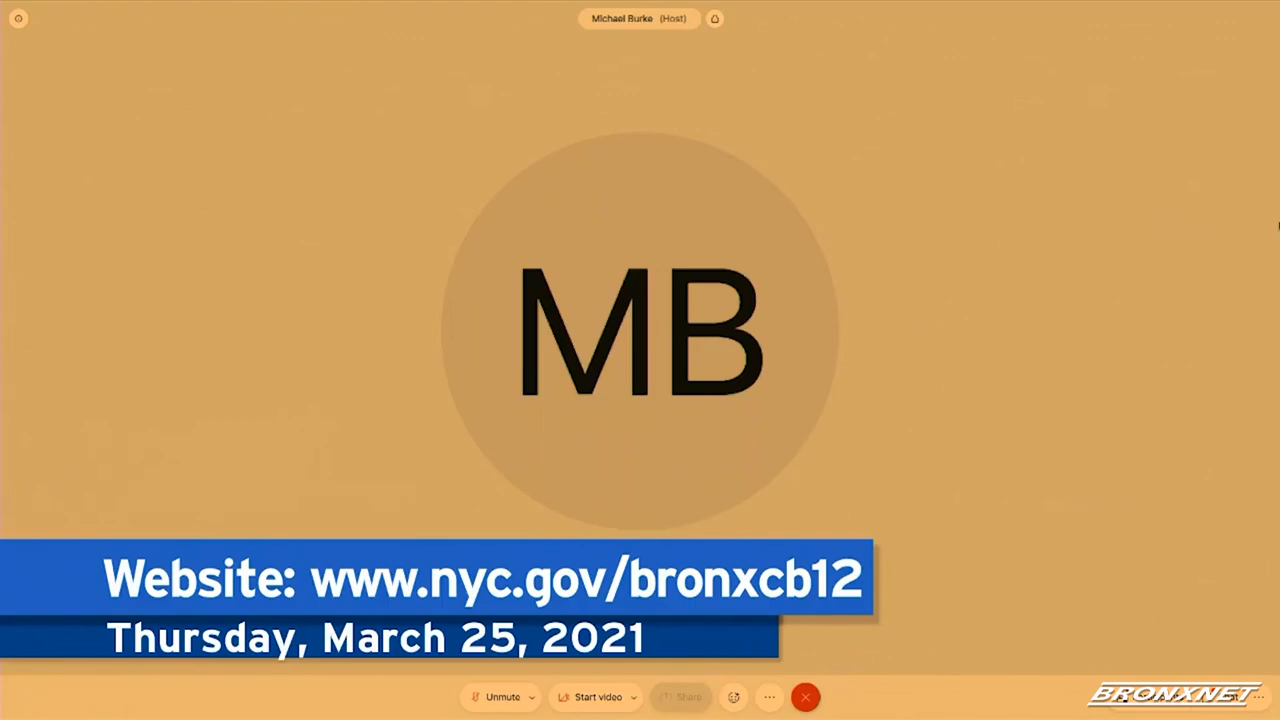 Michael Burke (Host)
MB
Website: www.nyc.gov/bronxcb12
Thursday, March 25, 2021
Unmute
Start video
Share
BRONXNET